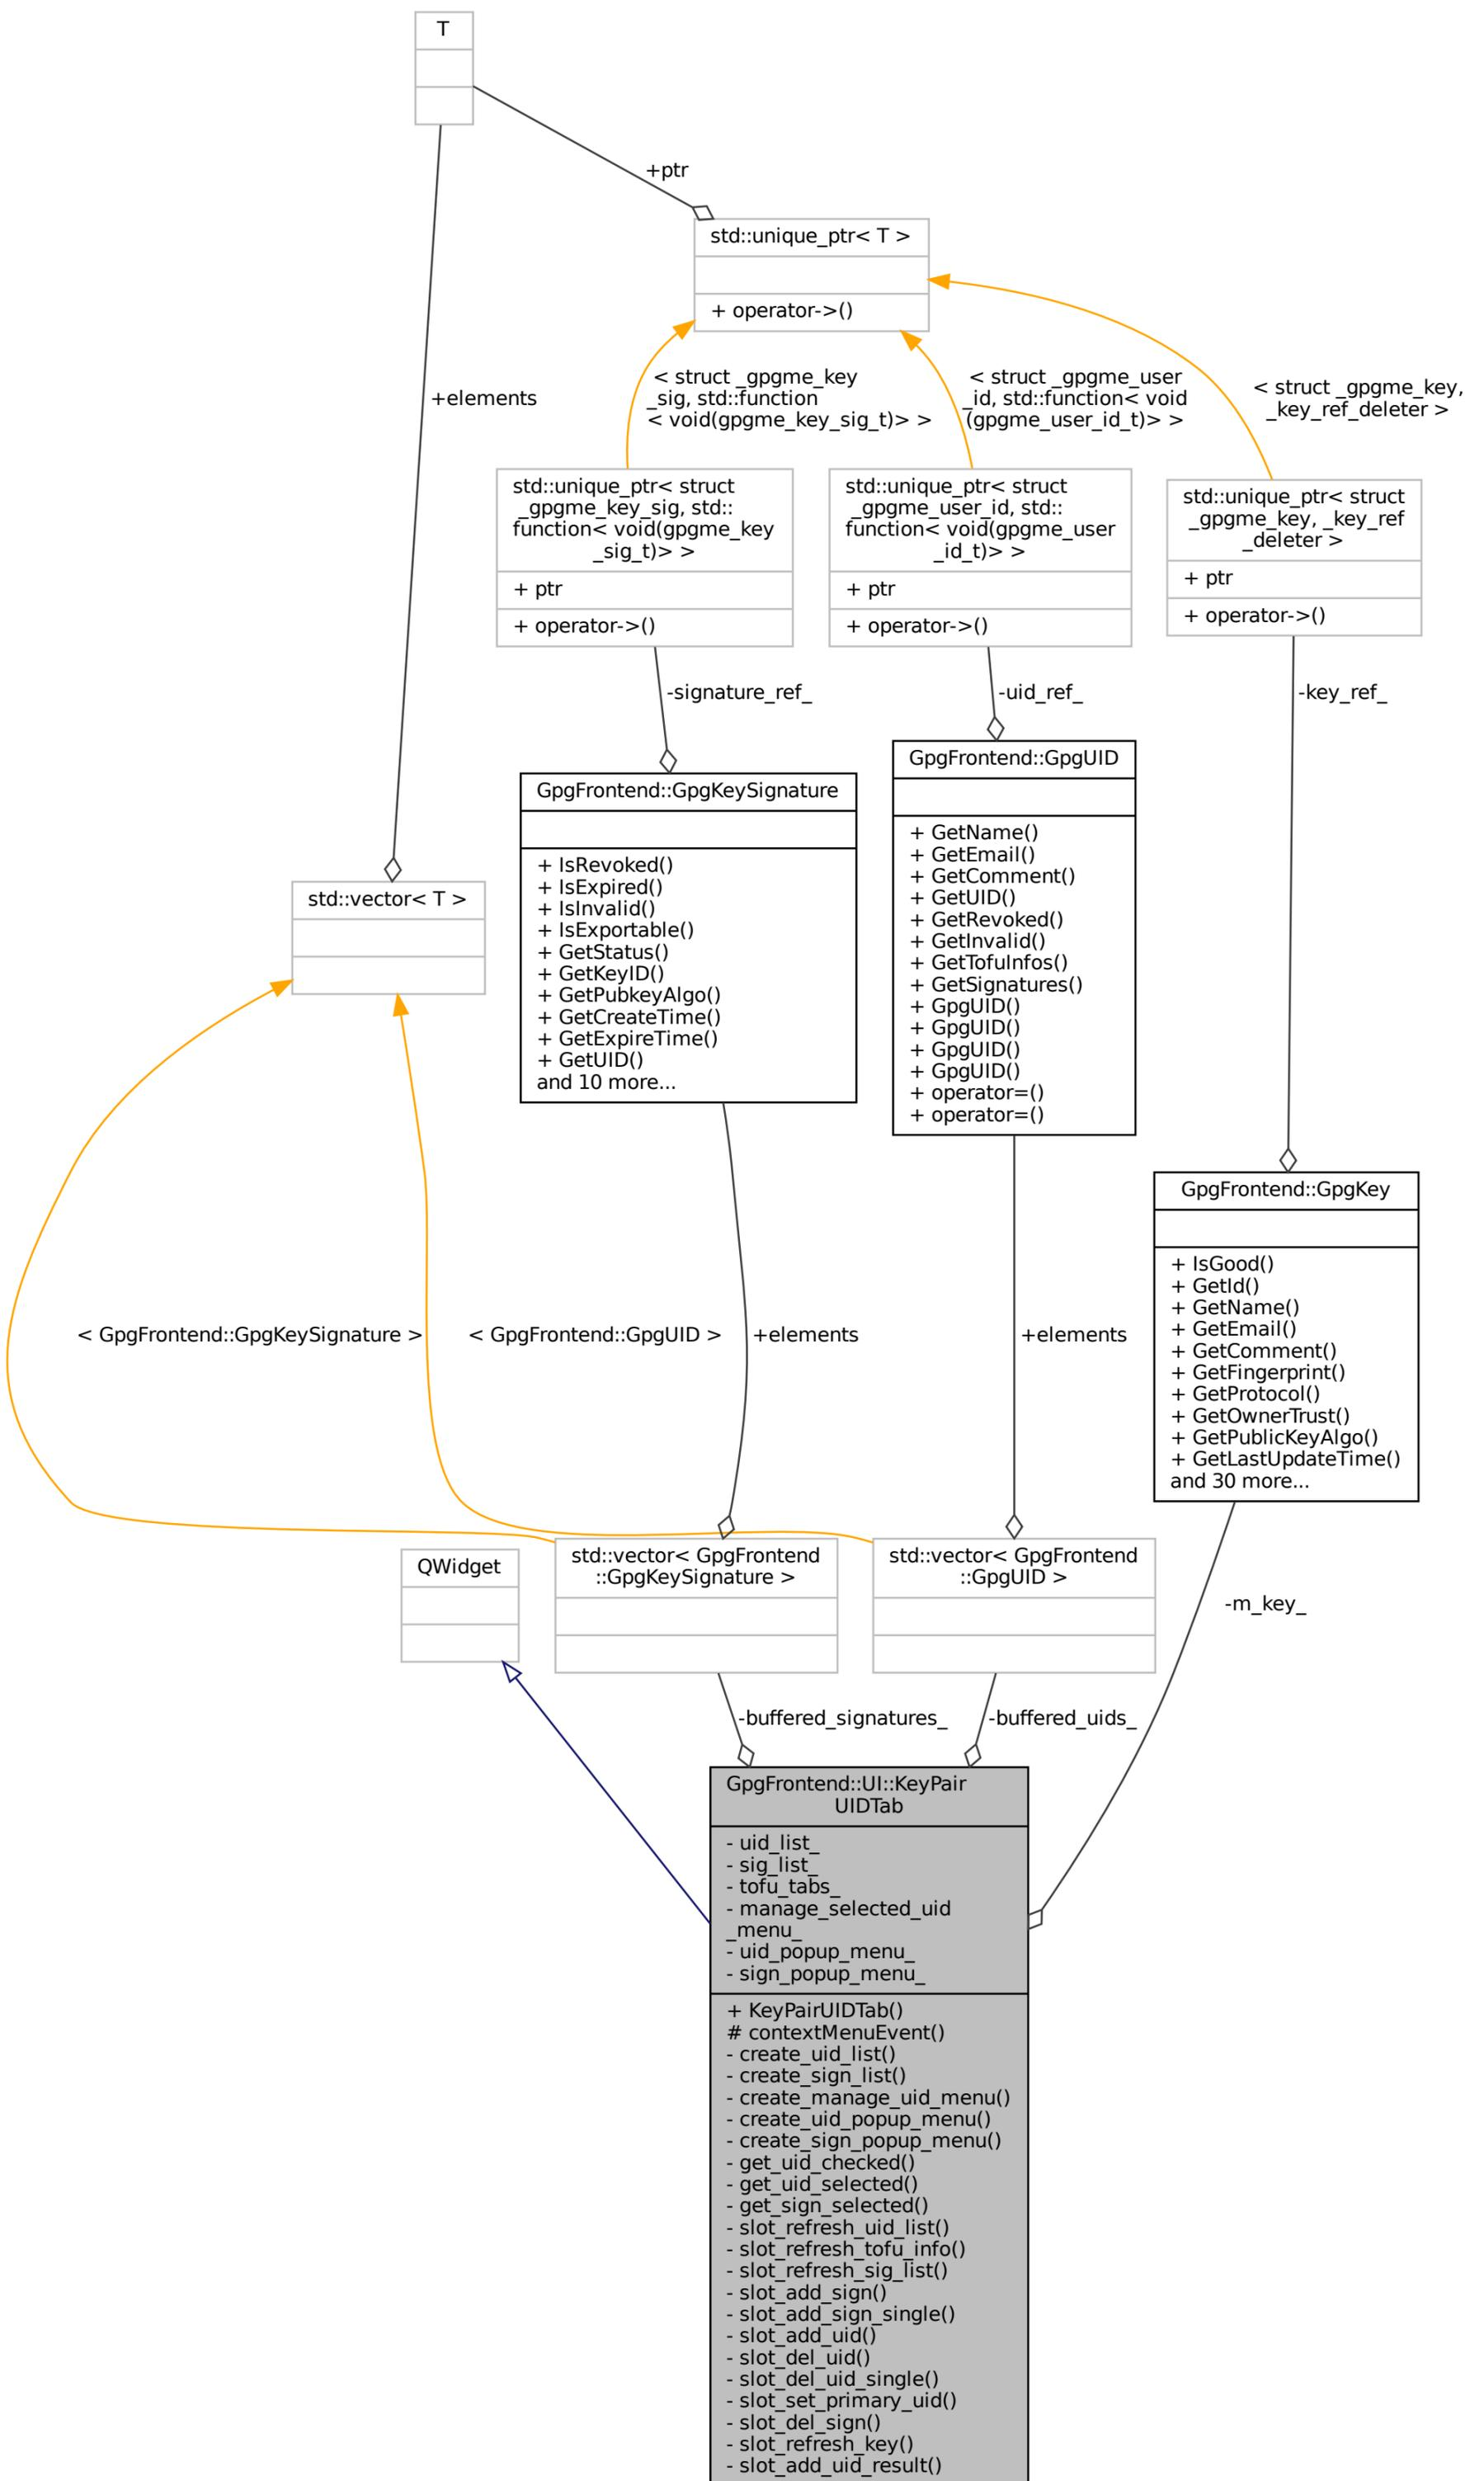 T
+ptr
std::unique_ptr< T >
+ operator->()
+elements
< struct _gpgme_key
_sig, std::function
< void(gpgme_key_sig_t)> >
< struct _gpgme_user
_id, std::function< void
(gpgme_user_id_t)> >
< struct _gpgme_key,
_key_ref_deleter >
std::unique_ptr< struct
_gpgme_key_sig, std::
function< void(gpgme_key
_sig_t)> >
+ ptr
+ operator->()
std::unique_ptr< struct
_gpgme_user_id, std::
function< void(gpgme_user
_id_t)> >
+ ptr
+ operator->()
std::unique_ptr< struct
_gpgme_key, _key_ref
_deleter >
+ ptr
+ operator->()
-signature_ref_
-uid_ref_
-key_ref_
std::vector< T >
GpgFrontend::GpgKeySignature
+ IsRevoked()
+ IsExpired()
+ IsInvalid()
+ IsExportable()
+ GetStatus()
+ GetKeyID()
+ GetPubkeyAlgo()
+ GetCreateTime()
+ GetExpireTime()
+ GetUID()
and 10 more...
GpgFrontend::GpgUID
+ GetName()
+ GetEmail()
+ GetComment()
+ GetUID()
+ GetRevoked()
+ GetInvalid()
+ GetTofuInfos()
+ GetSignatures()
+ GpgUID()
+ GpgUID()
+ GpgUID()
+ GpgUID()
+ operator=()
+ operator=()
GpgFrontend::GpgKey
+ IsGood()
+ GetId()
+ GetName()
+ GetEmail()
+ GetComment()
+ GetFingerprint()
+ GetProtocol()
+ GetOwnerTrust()
+ GetPublicKeyAlgo()
+ GetLastUpdateTime()
and 30 more...
< GpgFrontend::GpgKeySignature >
< GpgFrontend::GpgUID >
+elements
+elements
QWidget
std::vector< GpgFrontend
::GpgKeySignature >
std::vector< GpgFrontend
::GpgUID >
-m_key_
-buffered_signatures_
-buffered_uids_
GpgFrontend::UI::KeyPair
UIDTab
- uid_list_
- sig_list_
- tofu_tabs_
- manage_selected_uid
_menu_
- uid_popup_menu_
- sign_popup_menu_
+ KeyPairUIDTab()
# contextMenuEvent()
- create_uid_list()
- create_sign_list()
- create_manage_uid_menu()
- create_uid_popup_menu()
- create_sign_popup_menu()
- get_uid_checked()
- get_uid_selected()
- get_sign_selected()
- slot_refresh_uid_list()
- slot_refresh_tofu_info()
- slot_refresh_sig_list()
- slot_add_sign()
- slot_add_sign_single()
- slot_add_uid()
- slot_del_uid()
- slot_del_uid_single()
- slot_set_primary_uid()
- slot_del_sign()
- slot_refresh_key()
- slot_add_uid_result()